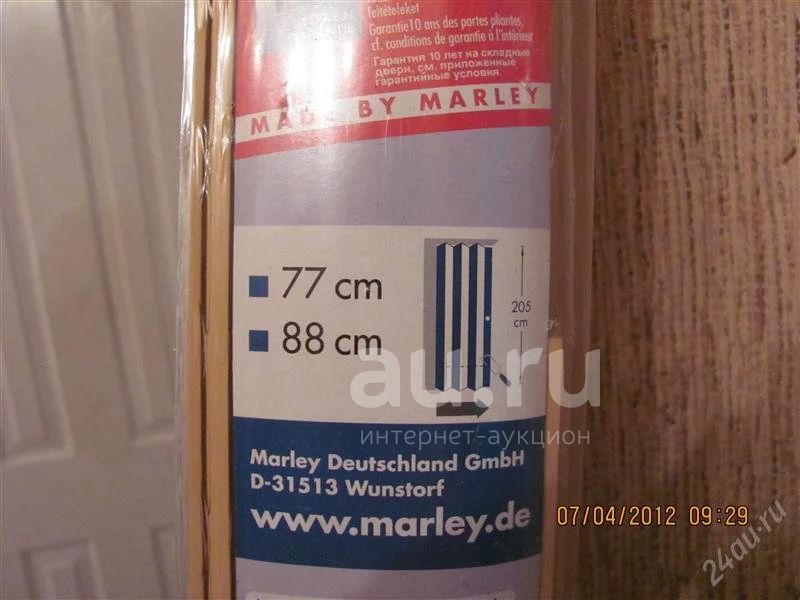 feltételeket
Garantie10 ans des portes pliantes,
cf. conditions de garantie à l'intérieur
Гарантия 10 лет на складные
двери, см. приложенные
гарантийные условия
MADE BY MARLEY
77 cm
88 cm
205
cm
au.ru
интернет-аукцион
Marley Deutschland GmbH
D-31513 Wunstorf
www.marley.de
07/04/2012 09:29
24au.ru